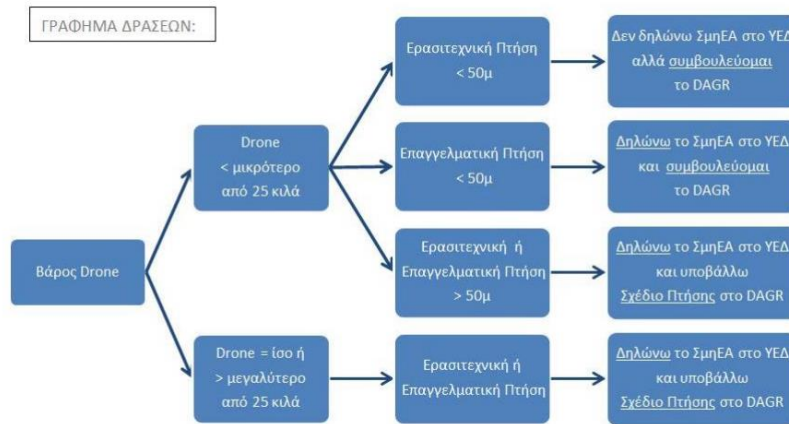 ΓΡΑΦΗΜΑ ΔΡΑΣΕΩΝ:
Βάρος Drone
Drone
< μικρότερο
από 25 κιλά
Ερασιτεχνική Πτήση
< 50μ
Δεν δηλώνω ΣμηΕΑ στο ΥΕΔ
αλλά συμβουλεύομαι
το DAGR
Επαγγελματική Πτήση
< 50μ
Δηλώνω το ΣμηΕΑ στο ΥΕΔ
και συμβουλεύομαι
το DAGR
Ερασιτεχνική ή
Επαγγελματική Πτήση
> 50μ
Δηλώνω το ΣμηΕΑ στο ΥΕΔ
και υποβάλλω
Σχέδιο Πτήσης στο DAGR
Drone = ίσο ή
> μεγαλύτερο
από 25 κιλά
Ερασιτεχνική ή
Επαγγελματική Πτήση
Δηλώνω το ΣμηΕΑ στο ΥΕΔ
και υποβάλλω
Σχέδιο Πτήσης στο DAGR